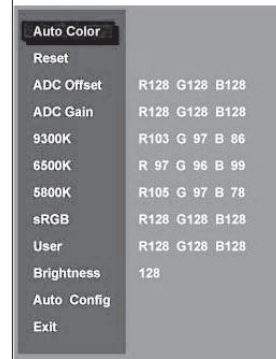 Auto Color
Reset
ADC Offset R128 G128 B128
ADC Gain R128 G128 B128
9300K R103 G 97 B 86
6500K R 97 G 96 B 99
5800K R105 G 97 B 78
sRGB R128 G128 B128
User R128 G128 B128
Brightness 128
Auto Config
Exit